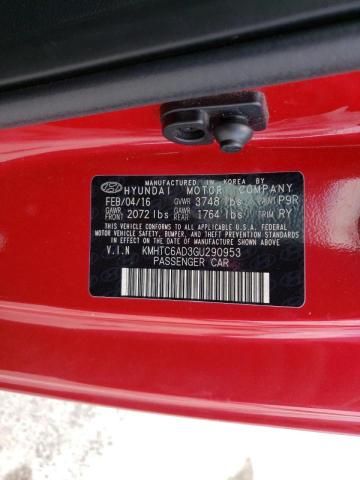 MANUFACTURED IN KOREA BY
HYUNDAI MOTOR COMPANY
FEB/04/16 GVWR 3748 lbs PAINT P9R
GAWR FRONT 2072 lbs GAWR REAR 1764 lbs TRIM RY
THIS VEHICLE CONFORMS TO ALL APPLICABLE U.S.A.
FEDERAL MOTOR VEHICLE SAFETY, BUMPER, AND THEFT
PREVENTION STANDARDS IN EFFECT ON THE DATE OF
MANUFACTURE SHOWN ABOVE.
V.I.N KMHTC6AD3GU290953
PASSENGER CAR